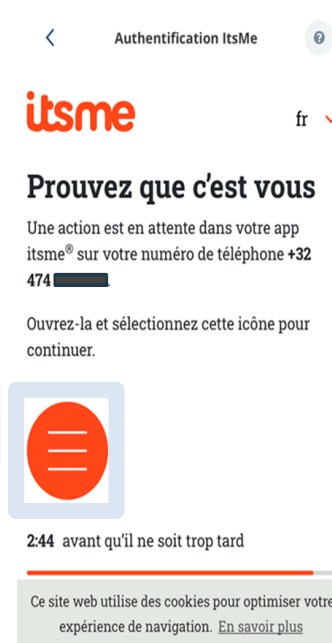 Authentification ItsMe
?
itsme
fr
Prouvez que c'est vous
Une action est en attente dans votre app
itsme® sur votre numéro de téléphone +32
474
Ouvrez-la et sélectionnez cette icône pour
continuer.
2:44 avant qu'il ne soit trop tard
Ce site web utilise des cookies pour optimiser votre
expérience de navigation. En savoir plus